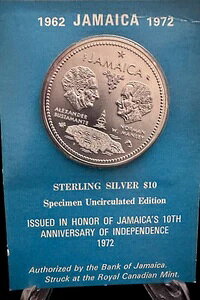 1962 JAMAICA 1972
JAMAICA
ALEXANDER
BUSTAMANTE
NORMAN W.
MANLEY
STERLING SILVER $10
Specimen Uncirculated Edition
ISSUED IN HONOR OF JAMAICA'S 10TH
ANNIVERSARY OF INDEPENDENCE
1972
Authorized by the Bank of Jamaica.
Struck at the Royal Canadian Mint.